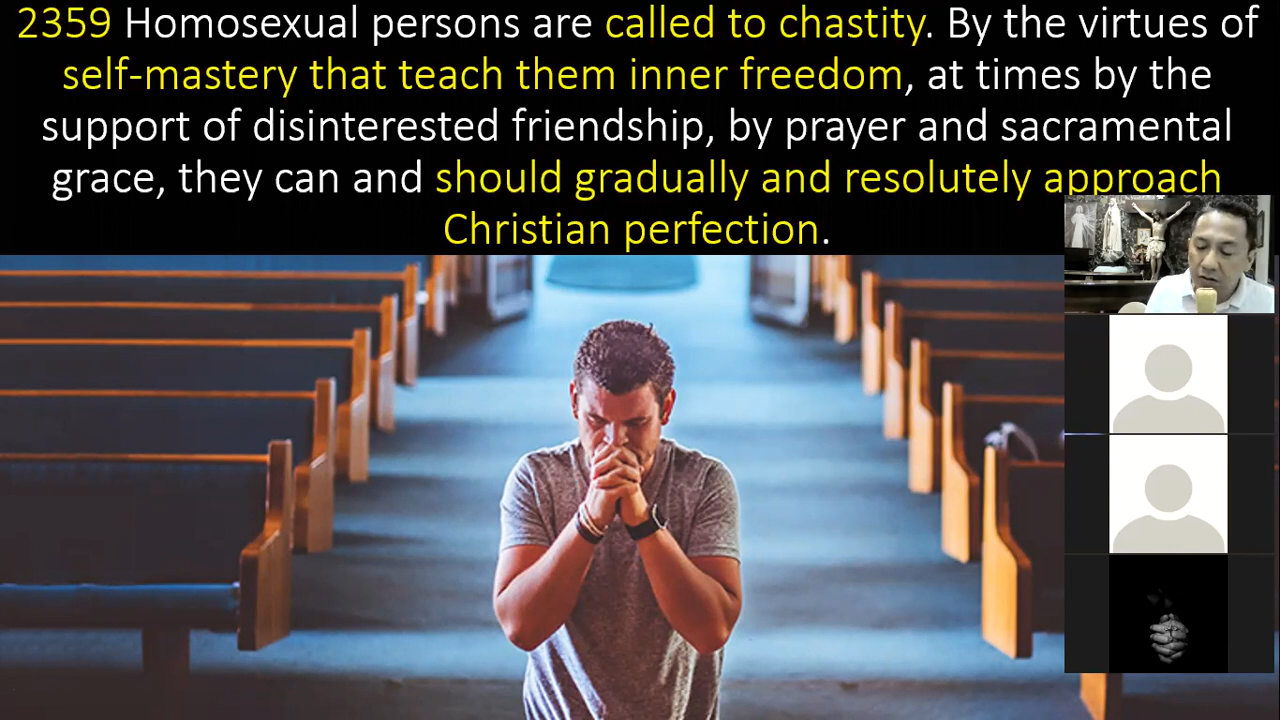 2359 Homosexual persons are called to chastity. By the virtues of
self-mastery that teach them inner freedom, at times by the
support of disinterested friendship, by prayer and sacramental
grace, they can and should gradually and resolutely approach
Christian perfection.